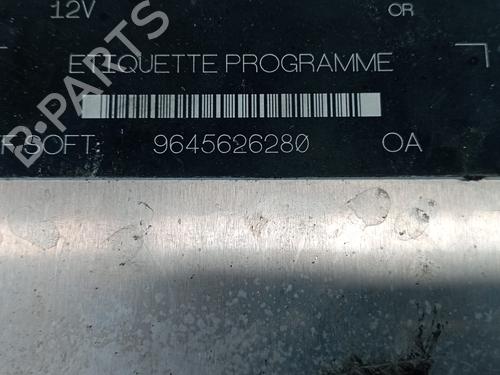 12V OR
ETIQUETTE PROGRAMME
F SOFT: 9645626280 OA
B-PARTS